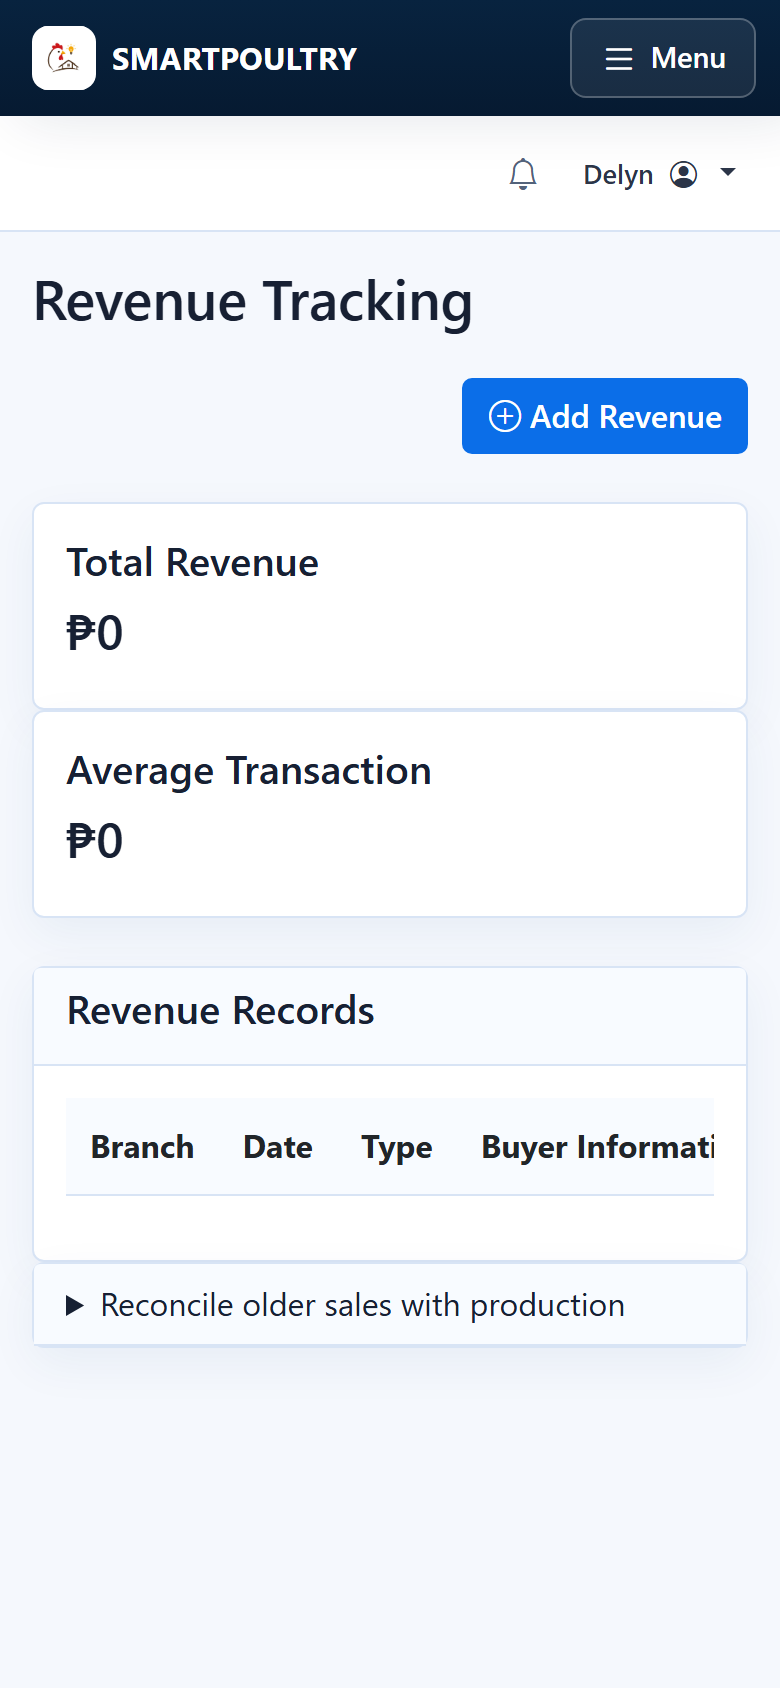 SMARTPOULTRY
Menu
Delyn
Revenue Tracking
Add Revenue
Total Revenue
₱0
Average Transaction
₱0
Revenue Records
Branch Date Type Buyer Informati
Reconcile older sales with production